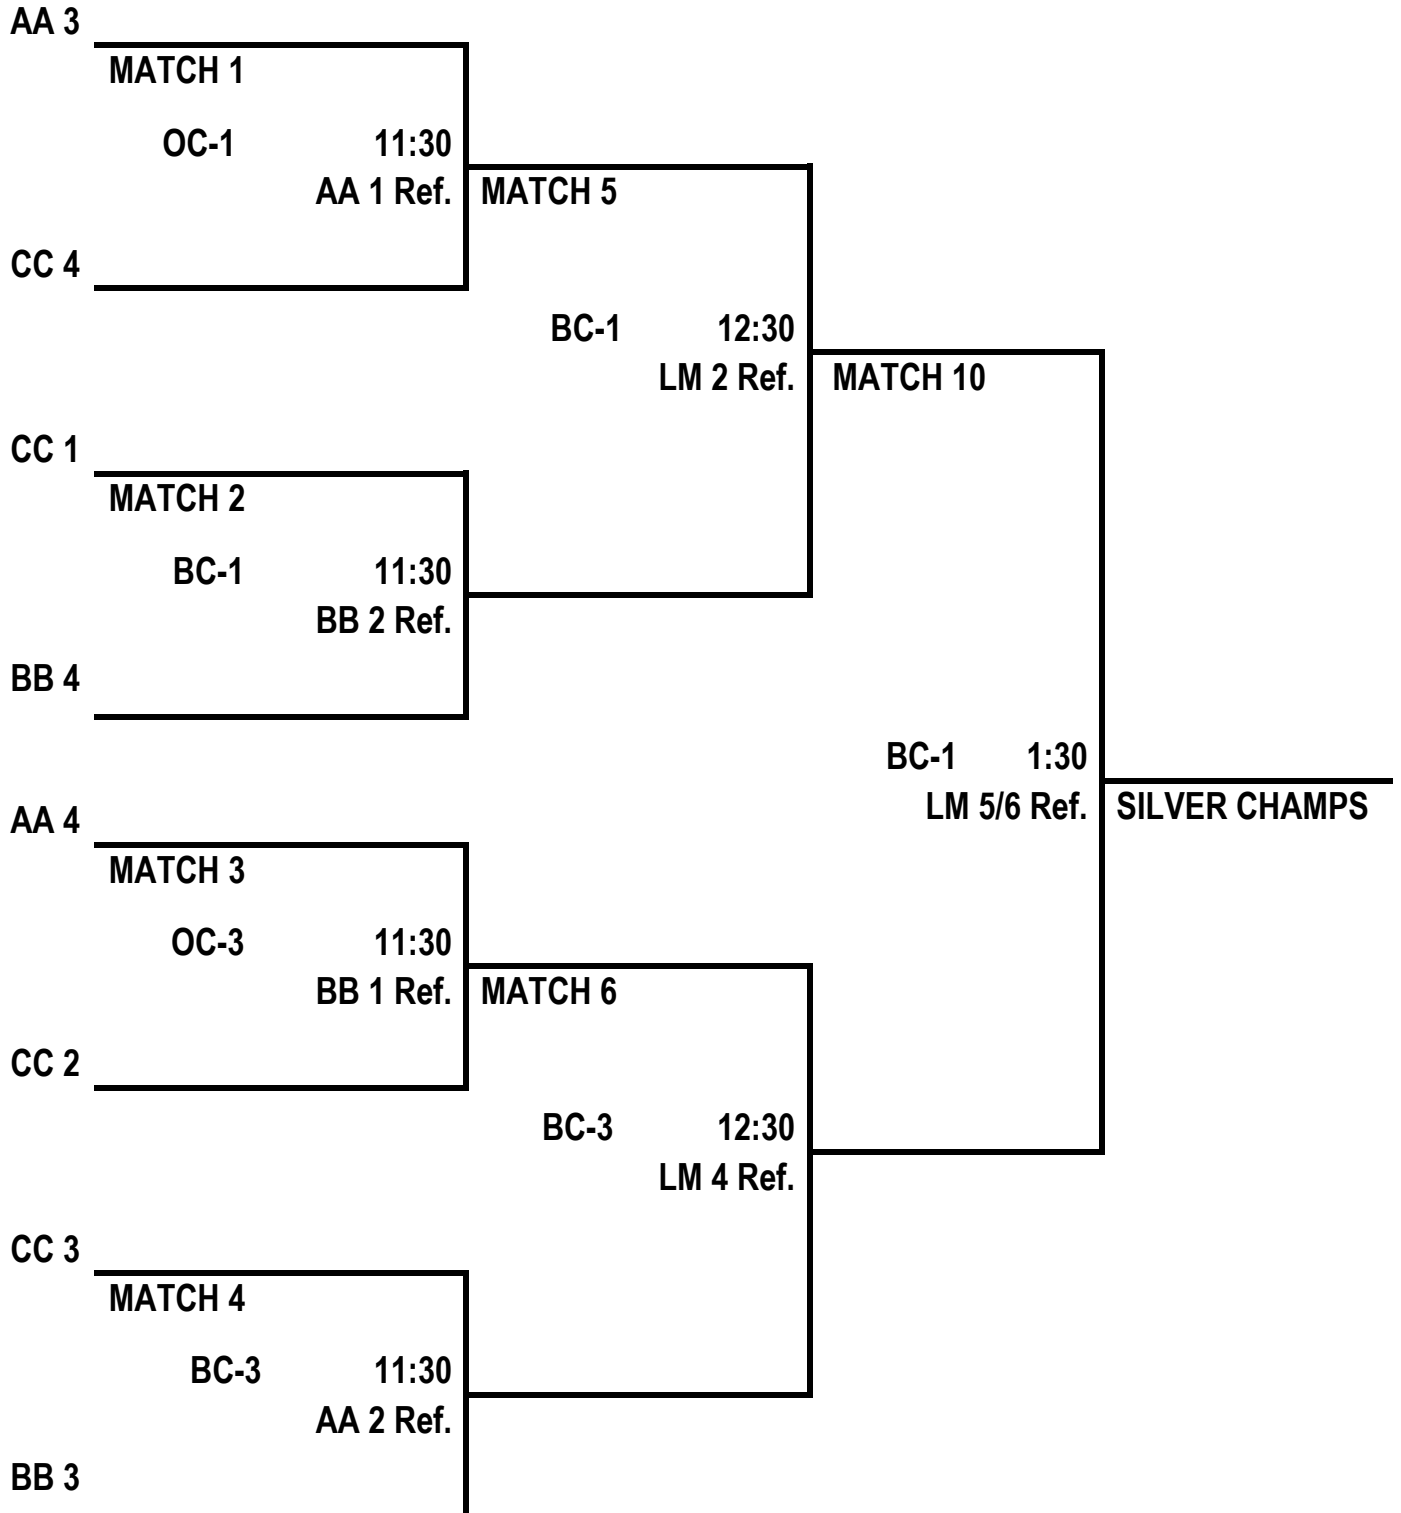 AA 3
MATCH 1
OC-1 11:30
AA 1 Ref. MATCH 5
CC 4
BC-1 12:30
LM 2 Ref. MATCH 10
CC 1
MATCH 2
BC-1 11:30
BB 2 Ref.
BB 4
BC-1 1:30
LM 5/6 Ref. SILVER CHAMPS
AA 4
MATCH 3
OC-3 11:30
BB 1 Ref. MATCH 6
CC 2
BC-3 12:30
LM 4 Ref.
CC 3
MATCH 4
BC-3 11:30
AA 2 Ref.
BB 3